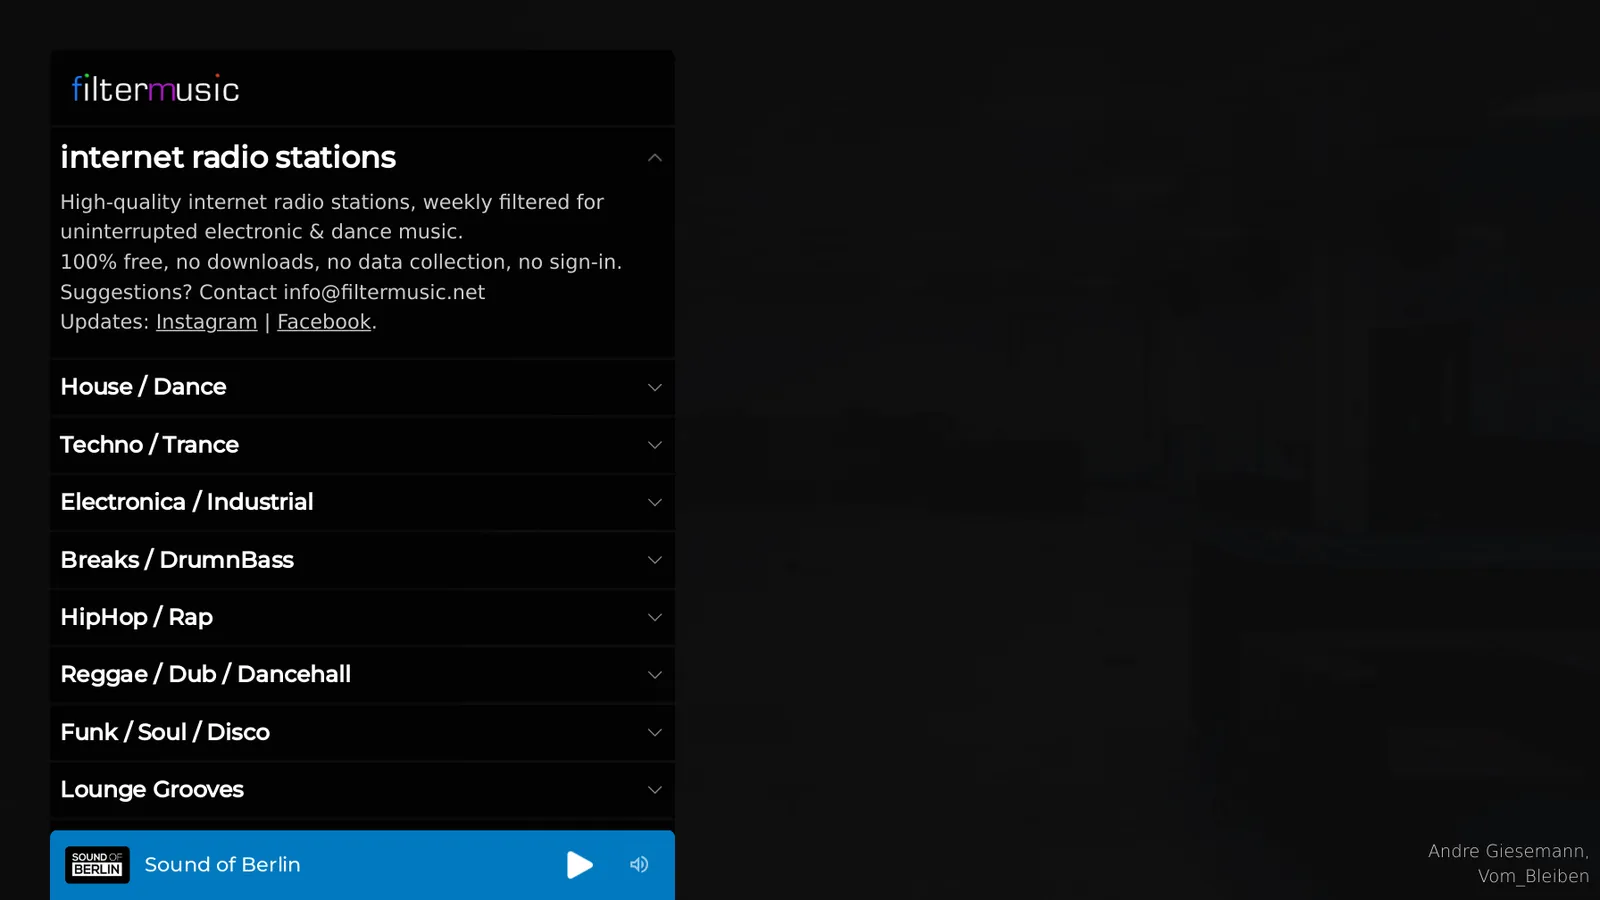 filtermusic
internet radio stations
High-quality internet radio stations, weekly filtered for
uninterrupted electronic & dance music.
100% free, no downloads, no data collection, no sign-in.
Suggestions? Contact info@filtermusic.net
Updates: Instagram | Facebook.
House / Dance
Techno / Trance
Electronica / Industrial
Breaks / DrumnBass
HipHop / Rap
Reggae / Dub / Dancehall
Funk / Soul / Disco
Lounge Grooves
SOUND OF
BERLIN
Sound of Berlin
Andre Giesemann,
Vom_Bleiben